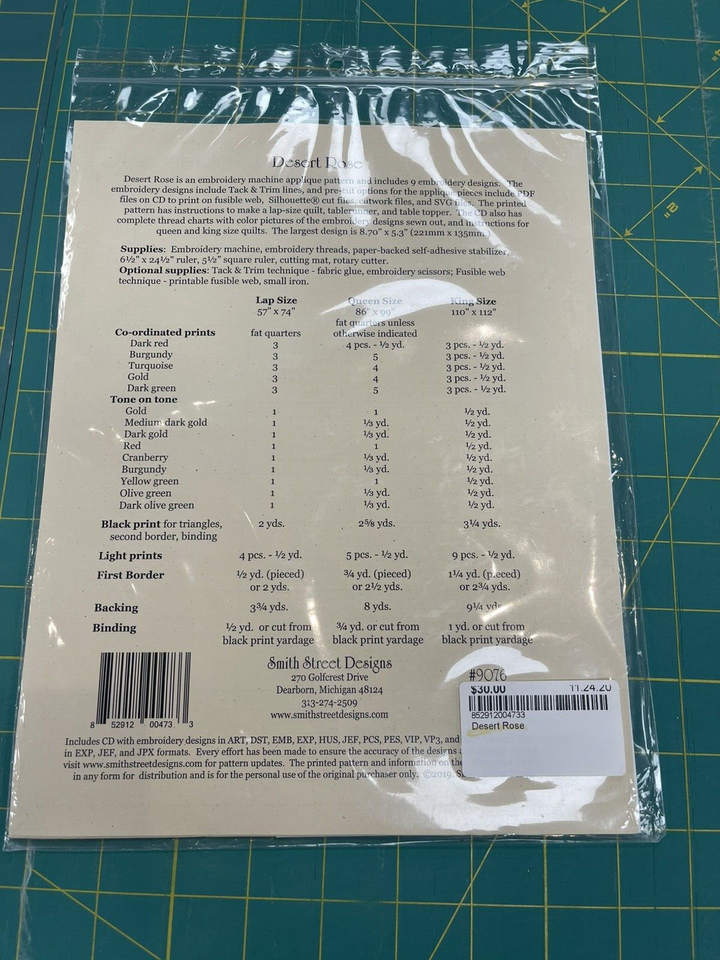 Desert Rose
Desert Rose is an embroidery machine applique pattern and includes 9 embroidery designs. The
embroidery designs include Tack & Trim lines, and pre-cut options for the applique pieces include PDF
files on CD to print on fusible web, Silhouette® cut files, cutwork files, and SVG files. The printed
pattern has instructions to make a lap-size quilt, tablerunner, and table topper. The CD also has
complete thread charts with color pictures of the embroidery designs sewn out, and instructions for
queen and king size quilts. The largest design is 8.70" x 5.3" (221mm x 135mm)
Supplies: Embroidery machine, embroidery threads, paper-backed self-adhesive stabilizer,
6½" x 24½" ruler, 5½" square ruler, cutting mat, rotary cutter.
Optional supplies: Tack & Trim technique - fabric glue, embroidery scissors; Fusible web
technique - printable fusible web, small iron.
Lap Size Queen Size King Size
57" x 74" 86" x 99" 110" x 112"
fat quarters unless
Co-ordinated prints fat quarters otherwise indicated
Dark red 3 4 pcs. - ½ yd. 3 pcs. - ½ yd.
Burgundy 3 5 3 pcs. - ½ yd.
Turquoise 3 4 3 pcs. - ½ yd.
Gold 3 4 3 pcs. - ½ yd.
Dark green 3 5 3 pcs. - ½ yd.
Tone on tone
Gold 1 1 ½ yd.
Medium dark gold 1 ⅓ yd. ½ yd.
Dark gold 1 ⅓ yd. ½ yd.
Red 1 1 ½ yd.
Cranberry 1 ⅓ yd. ½ yd.
Burgundy 1 ⅓ yd. ½ yd.
Yellow green 1 1 ½ yd.
Olive green 1 ⅓ yd. ½ yd.
Dark olive green 1 ⅓ yd. ½ yd.
Black print for triangles, 2 yds. 2⅝ yds. 3¼ yds.
second border, binding
Light prints 4 pcs. - ½ yd. 5 pcs. - ½ yd. 9 pcs. - ½ yd.
First Border ½ yd. (pieced) ¾ yd. (pieced) 1¼ yd. (pieced)
or 2 yds. or 2½ yds. or 2¾ yds.
Backing 3¾ yds. 8 yds. 9¼ yds.
Binding ½ yd. or cut from ¾ yd. or cut from 1 yd. or cut from
black print yardage black print yardage black print yardage
Smith Street Designs
270 Golfcrest Drive
Dearborn, Michigan 48124
313-274-2509
www.smithstreetdesigns.com
8 52912 00473 3
#9076
$30.00 11.24.20
852912004733
Desert Rose
Includes CD with embroidery designs in ART, DST, EMB, EXP, HUS, JEF, PCS, PES, VIP, VP3, and
in EXP, JEF, and JPX formats. Every effort has been made to ensure the accuracy of the designs
visit www.smithstreetdesigns.com for pattern updates. The printed pattern and information on the
in any form for distribution and is for the personal use of the original purchaser only. ©2019.